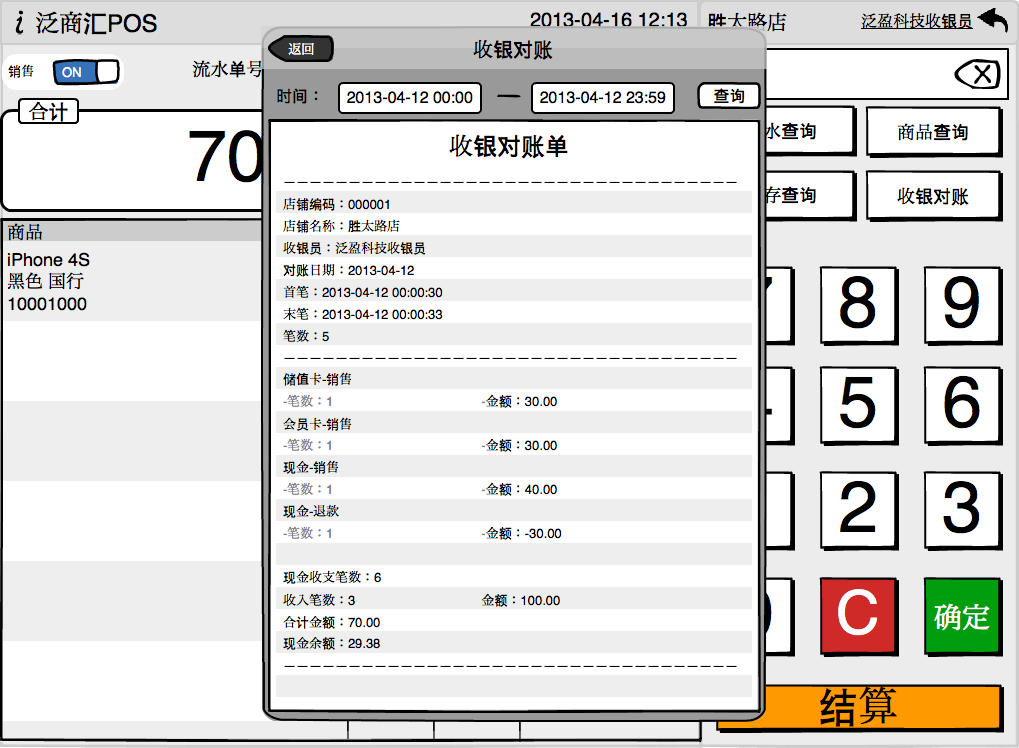 i 泛商汇POS
2013-04-16 12:13
胜太路店
泛盈科技收银员
销售
ON
流水单号
合计
70
商品
iPhone 4S
黑色 国行
10001000
返回
收银对账
时间：
2013-04-12 00:00
—
2013-04-12 23:59
查询
收银对账单
店铺编码：000001
店铺名称：胜太路店
收银员：泛盈科技收银员
对账日期：2013-04-12
首笔：2013-04-12 00:00:30
末笔：2013-04-12 00:00:33
笔数：5
储值卡-销售
-笔数：1 -金额：30.00
会员卡-销售
-笔数：1 -金额：30.00
现金-销售
-笔数：1 -金额：40.00
现金-退款
-笔数：1 -金额：-30.00
现金收支笔数：6
收入笔数：3 金额：100.00
合计金额：70.00
现金余额：29.38
水查询
商品查询
存查询
收银对账
8
9
5
6
2
3
C
确定
结算